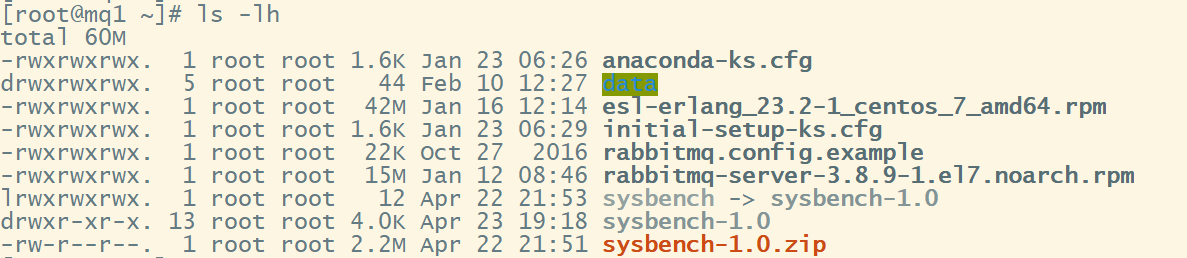 [root@mq1 ~]# ls -lh
total 60M
-rwxrwxrwx. 1 root root 1.6K Jan 23 06:26 anaconda-ks.cfg
drwxrwxrwx. 5 root root 44 Feb 10 12:27 data
-rwxrwxrwx. 1 root root 42M Jan 16 12:14 esl-erlang_23.2-1_centos_7_amd64.rpm
-rwxrwxrwx. 1 root root 1.6K Jan 23 06:29 initial-setup-ks.cfg
-rwxrwxrwx. 1 root root 22K Oct 27 2016 rabbitmq.config.example
-rwxrwxrwx. 1 root root 15M Jan 12 08:46 rabbitmq-server-3.8.9-1.el7.noarch.rpm
lrwxrwxrwx. 1 root root 12 Apr 22 21:53 sysbench -> sysbench-1.0
drwxr-xr-x. 13 root root 4.0K Apr 23 19:18 sysbench-1.0
-rw-r--r--. 1 root root 2.2M Apr 22 21:51 sysbench-1.0.zip